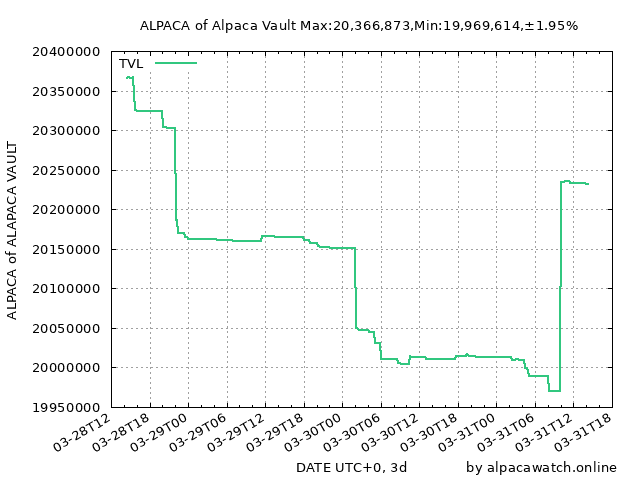 ALPACA of Alpaca Vault Max:20,366,873,Min:19,969,614,±1.95%
20400000
TVL
20350000
20300000
20250000
20200000
20150000
20100000
20050000
20000000
19950000
ALPACA of ALAPACA VAULT
03-28T12
03-28T18
03-29T00
03-29T06
03-29T12
03-29T18
03-30T00
03-30T06
03-30T12
03-30T18
03-31T00
03-31T06
03-31T12
03-31T18
DATE UTC+0, 3d
by alpacawatch.online